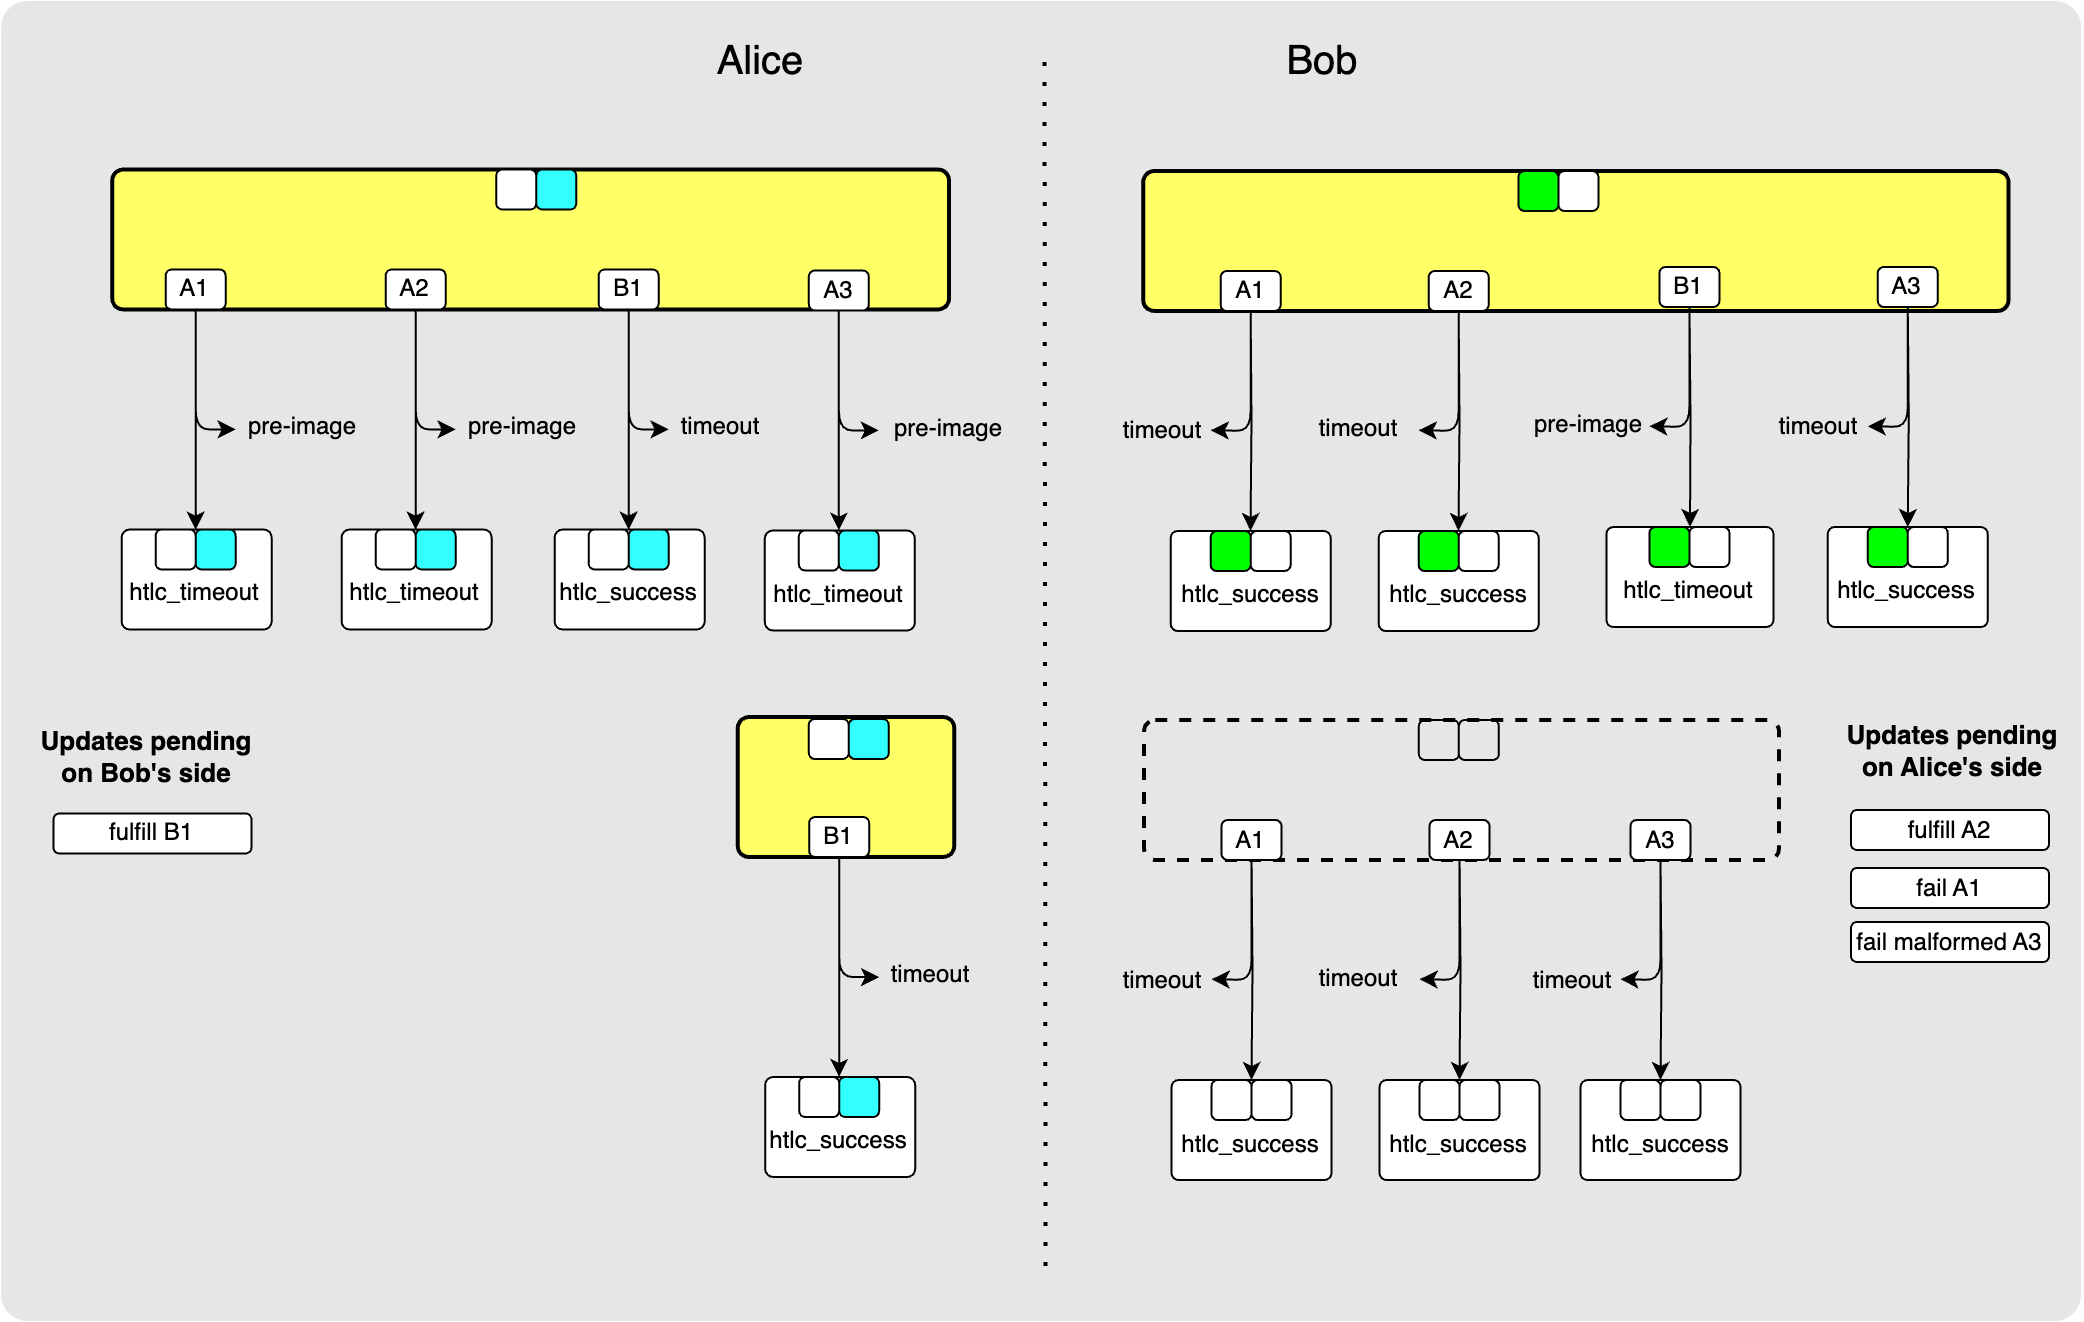 Alice
Bob
A1
A2
B1
A3
A1
A2
B1
A3
pre-image
pre-image
timeout
pre-image
timeout
timeout
pre-image
timeout
htlc_timeout
htlc_timeout
htlc_success
htlc_timeout
htlc_success
htlc_success
htlc_timeout
htlc_success
Updates pending
on Bob's side
fulfill B1
B1
timeout
htlc_success
A1
A2
A3
timeout
timeout
timeout
htlc_success
htlc_success
htlc_success
Updates pending
on Alice's side
fulfill A2
fail A1
fail malformed A3